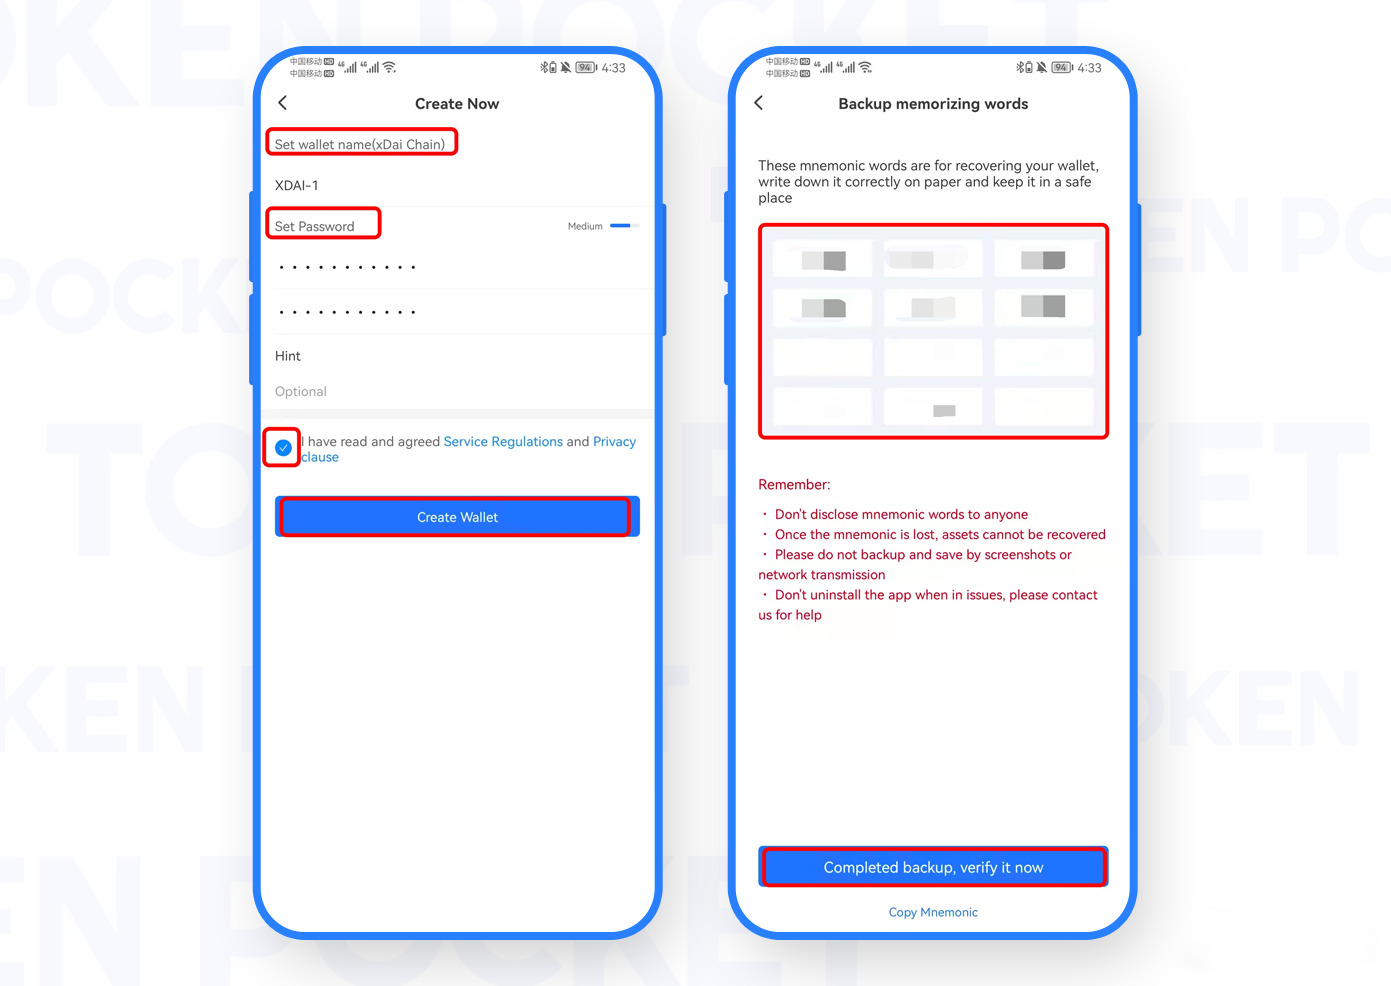 TOKEN POCKET
中国移动 HD
中国移动 HD
4G 4G
94 4:33
Create Now
Set wallet name(xDai Chain)
XDAI-1
Set Password
Medium
Hint
Optional
I have read and agreed Service Regulations and Privacy
clause
Create Wallet
中国移动 HD
中国移动 HD
4G 4G
94 4:33
Backup memorizing words
These mnemonic words are for recovering your wallet,
write down it correctly on paper and keep it in a safe
place
Remember:
· Don't disclose mnemonic words to anyone
· Once the mnemonic is lost, assets cannot be recovered
· Please do not backup and save by screenshots or
network transmission
· Don't uninstall the app when in issues, please contact
us for help
Completed backup, verify it now
Copy Mnemonic